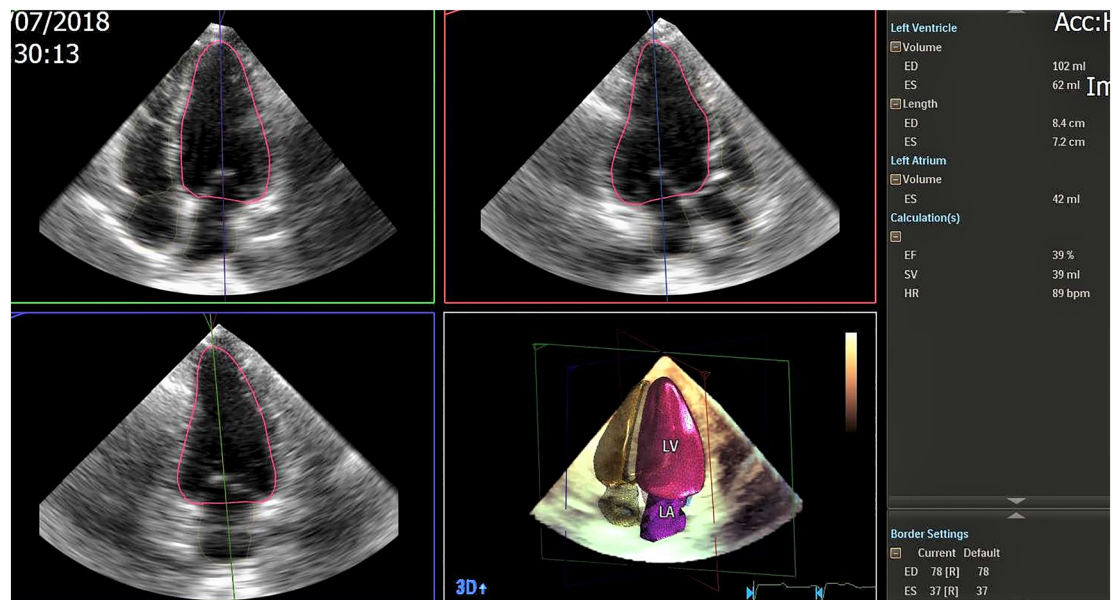 /07/2018
30:13
Left Ventricle
Volume
ED 102 ml
ES 62 ml
Length
ED 8.4 cm
ES 7.2 cm
Left Atrium
Volume
ES 42 ml
Calculation(s)
EF 39 %
SV 39 ml
HR 89 bpm
Acc:H
Im
LV
LA
3D
Border Settings
Current Default
ED 78 [R] 78
ES 37 [R] 37